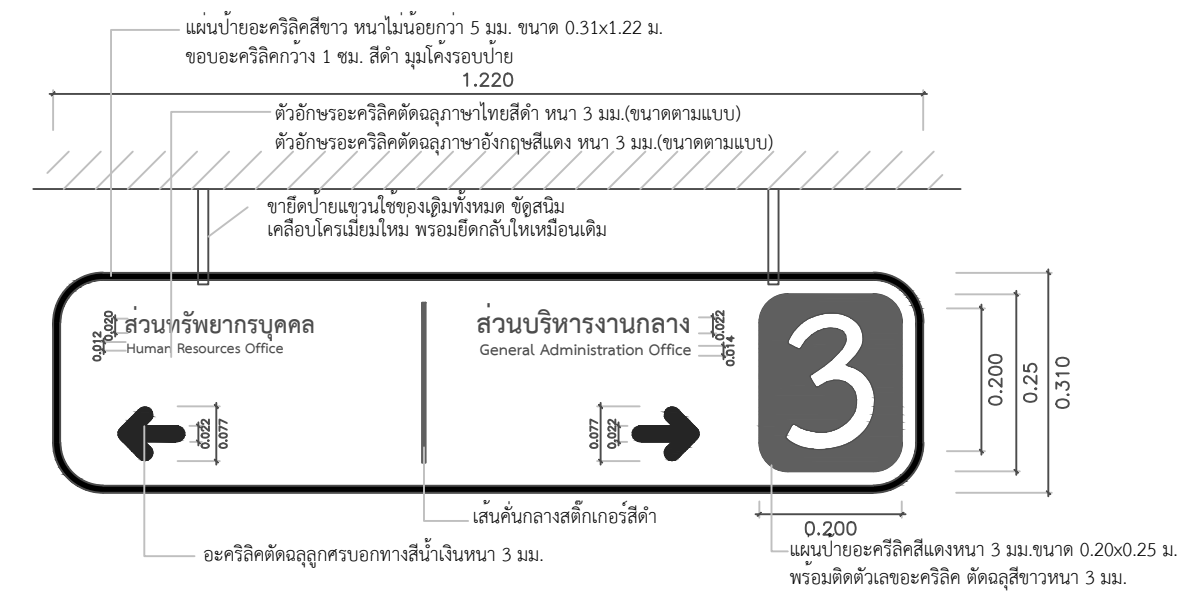 แผ่นป้ายอะคริลิคสีขาว หนาไม่น้อยกว่า 5 มม. ขนาด 0.31x1.22 ม.
ขอบอะคริลิคกว้าง 1 ซม. สีดำ มุมโค้งรอบป้าย
1.220
ตัวอักษรอะคริลิคตัดฉลุภาษาไทยสีดำ หนา 3 มม.(ขนาดตามแบบ)
ตัวอักษรอะคริลิคตัดฉลุภาษาอังกฤษสีแดง หนา 3 มม.(ขนาดตามแบบ)
ขายึดป้ายแขวนใช้ของเดิมทั้งหมด ขัดสนิม
เคลือบโครเมี่ยมใหม่ พร้อมยึดกลับให้เหมือนเดิม
0.012
0.020
ส่วนทรัพยากรบุคคล
Human Resources Office
ส่วนบริหารงานกลาง
General Administration Office
0.022
0.014
3
0.022
0.077
0.077
0.022
0.200
0.25
0.310
0.200
เส้นคั่นกลางสติ๊กเกอร์สีดำ
อะคริลิคตัดฉลุลูกศรบอกทางสีน้ำเงินหนา 3 มม.
แผ่นป้ายอะครีลิคสีแดงหนา 3 มม.ขนาด 0.20x0.25 ม.
พร้อมติดตัวเลขอะคริลิค ตัดฉลุสีขาวหนา 3 มม.